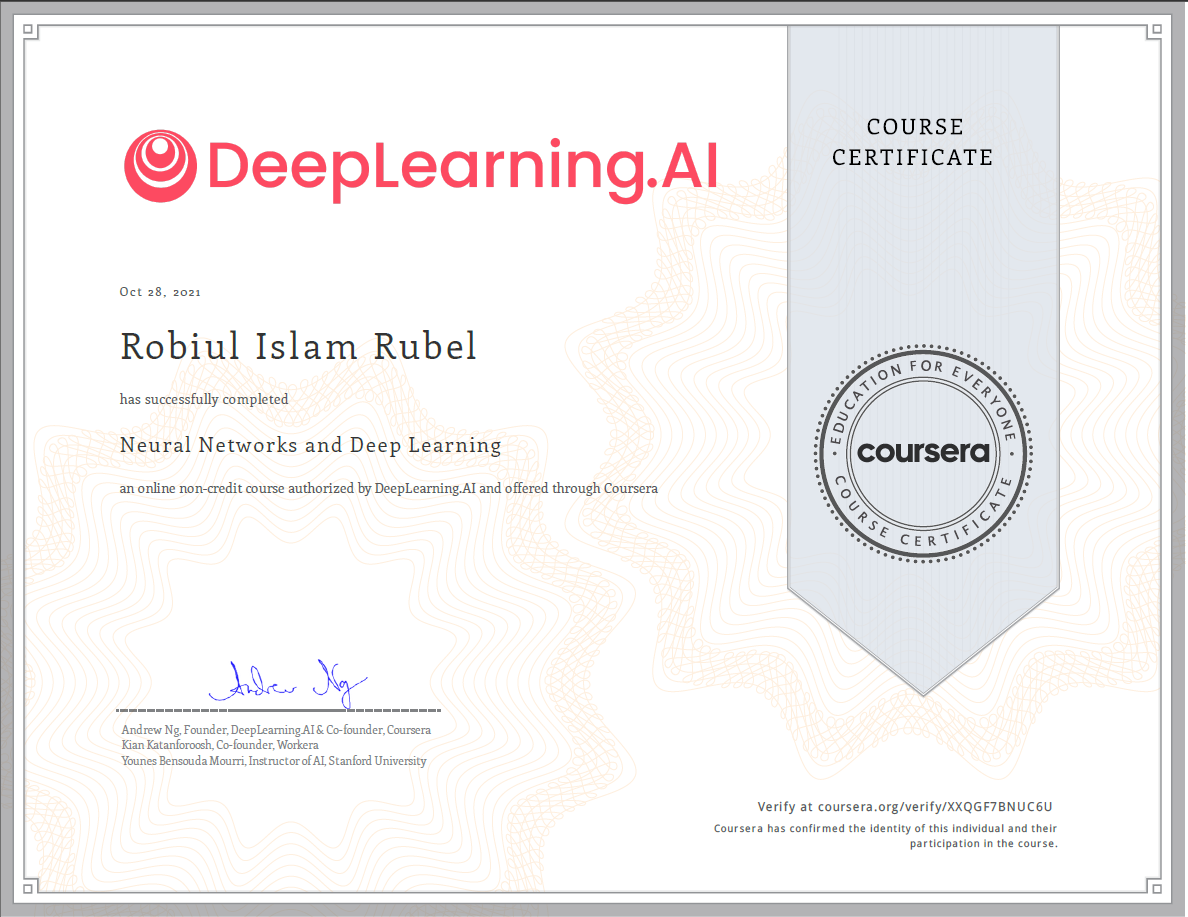 DeepLearning.AI
COURSE
CERTIFICATE
Oct 28, 2021
Robiul Islam Rubel
has successfully completed
Neural Networks and Deep Learning
an online non-credit course authorized by DeepLearning.AI and offered through Coursera
EDUCATION FOR EVERYONE
coursera
COURSE CERTIFICATE
Andrew Ng
Andrew Ng, Founder, DeepLearning.AI & Co-founder, Coursera
Kian Katanforoosh, Co-founder, Workera
Younes Bensouda Mourri, Instructor of AI, Stanford University
Verify at coursera.org/verify/XXQGF7BNUC6U
Coursera has confirmed the identity of this individual and their
participation in the course.